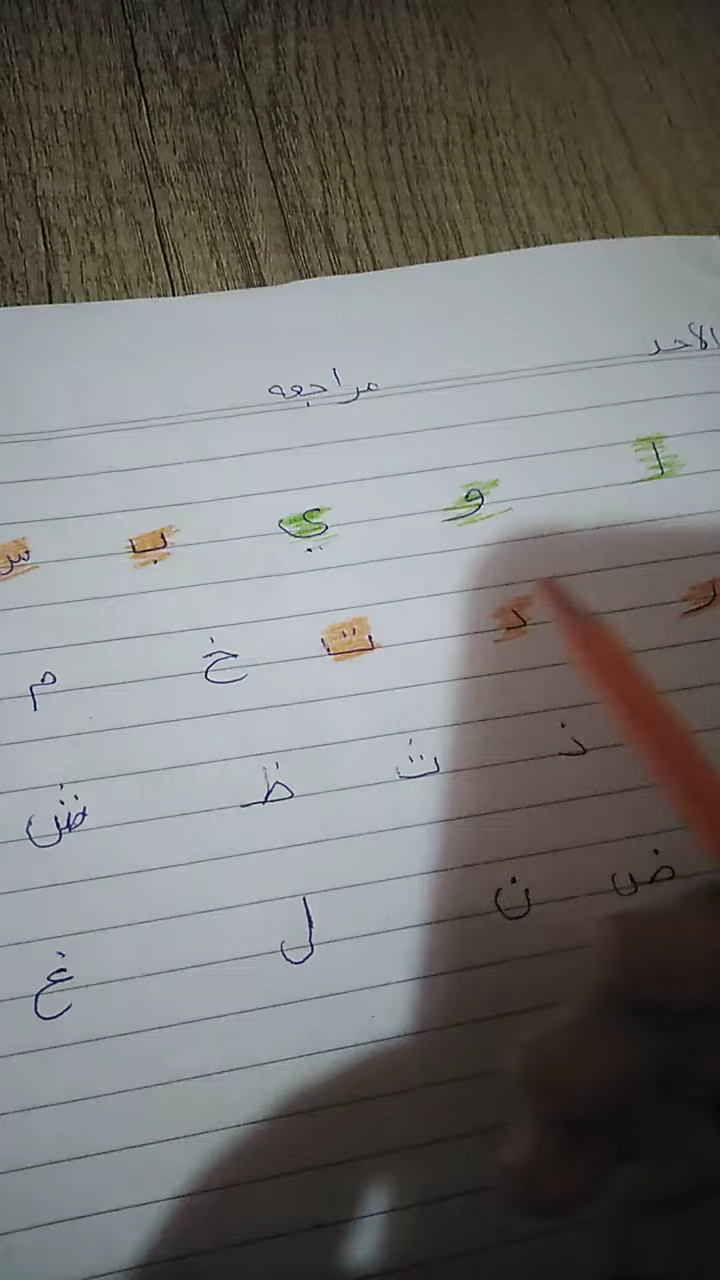 الأحد
مراجعه
ا و ي ب س
ر د ت خ م
ذ ث ظ ش
ض ن ل غ